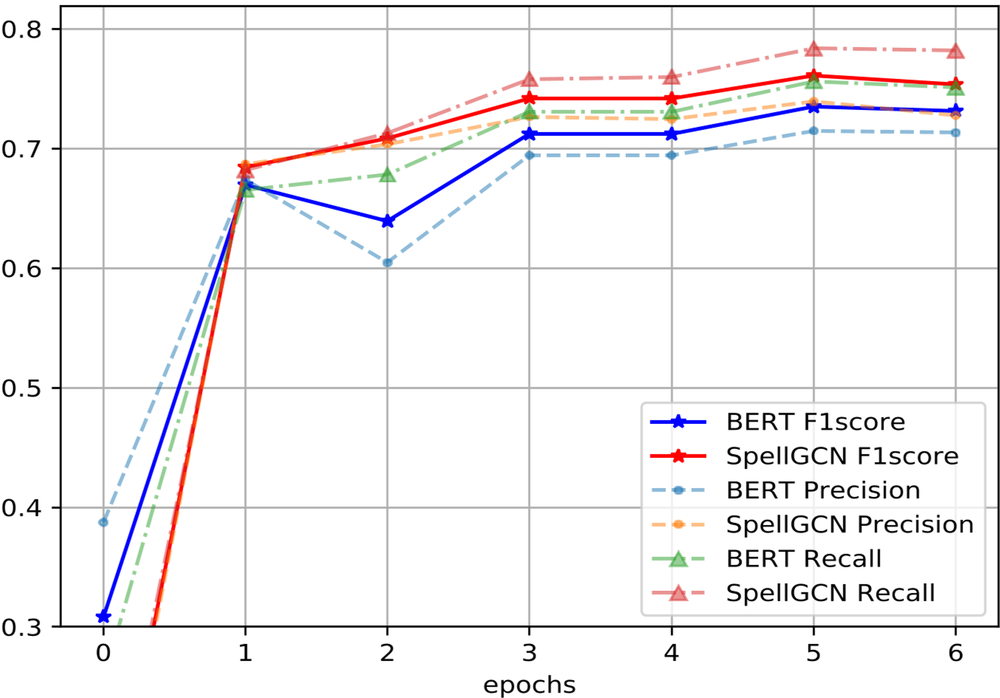 0.8
0.7
0.6
0.5
0.4
0.3
0 1 2 3 4 5 6
epochs
BERT F1score
SpellGCN F1score
BERT Precision
SpellGCN Precision
BERT Recall
SpellGCN Recall